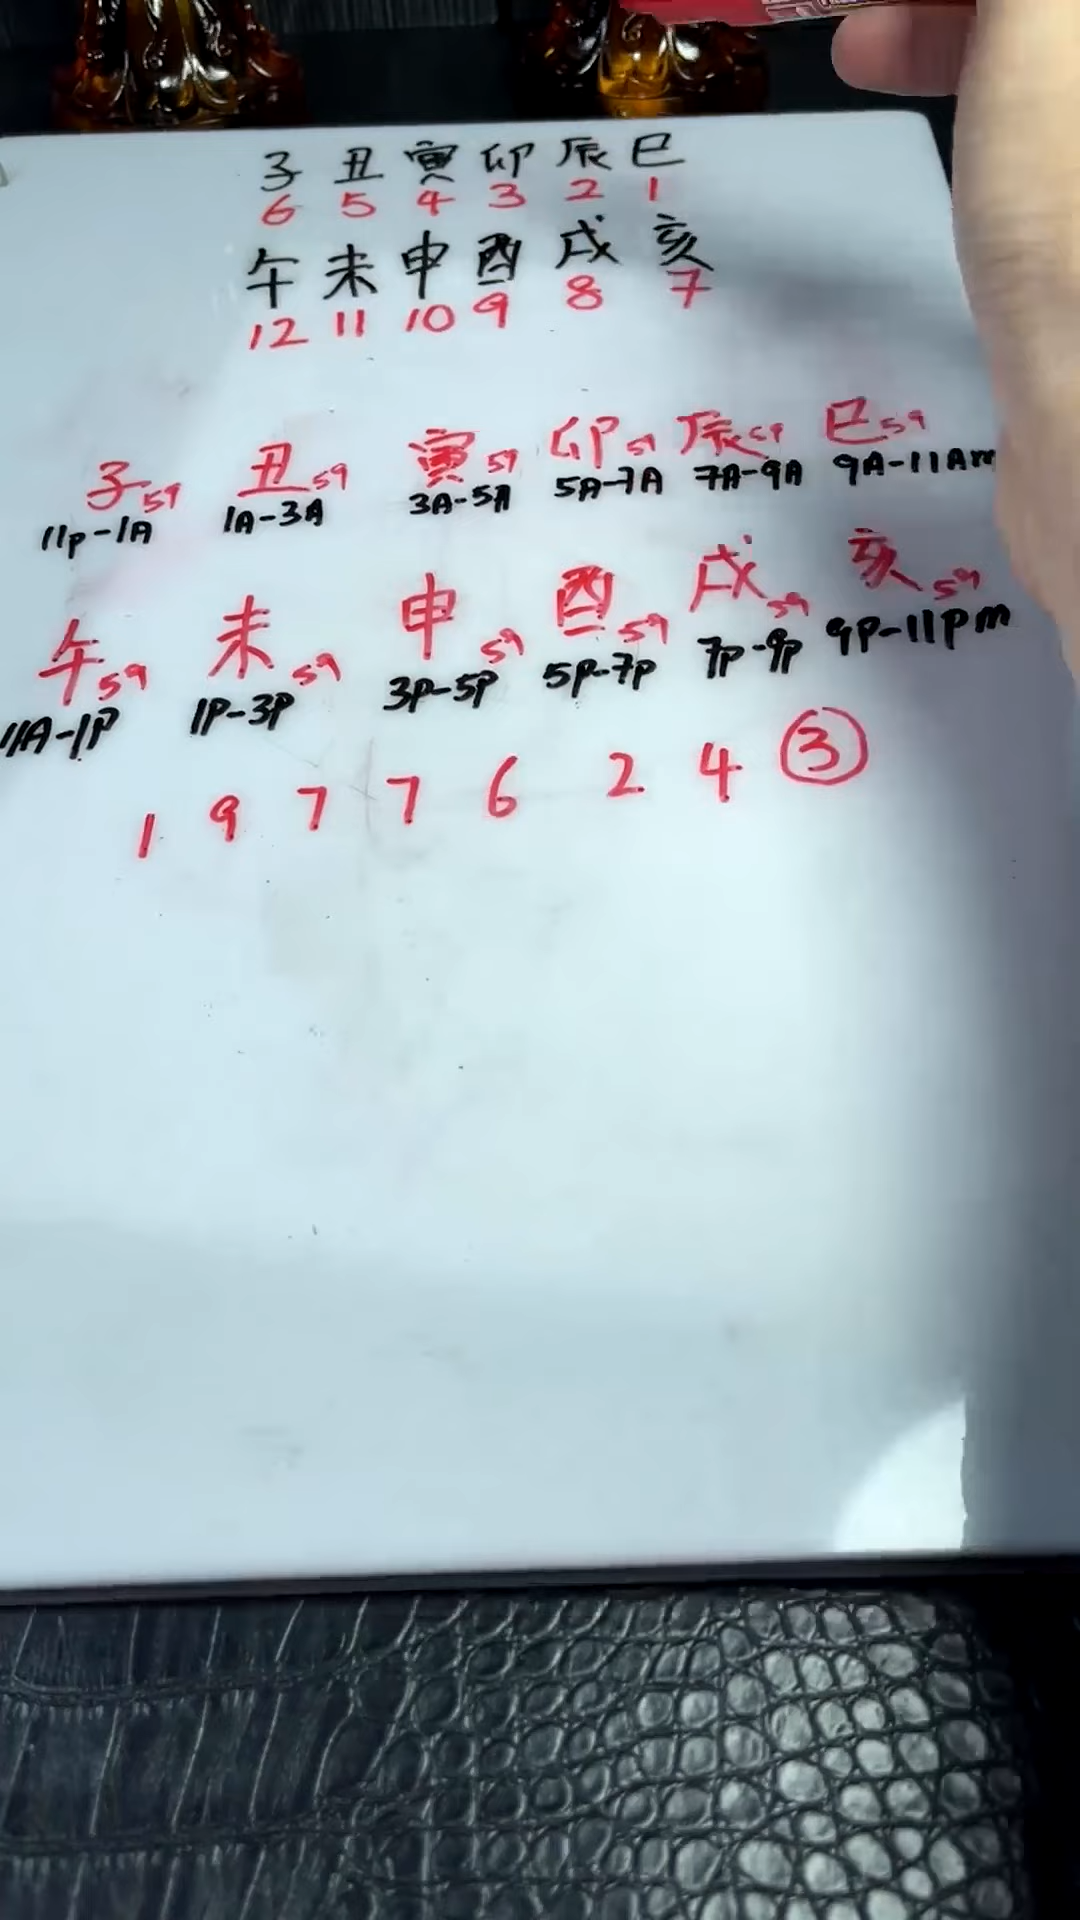 子 丑 寅 卯 辰 巳
6 5 4 3 2 1
午 未 申 酉 戌 亥
12 11 10 9 8 7
子59 丑59 寅59 卯59 辰59 巳59
11P-1A 1A-3A 3A-5A 5A-7A 7A-9A 9A-11Am
午59 未59 申59 酉59 戌59 亥59
11A-1P 1P-3P 3P-5P 5P-7P 7P-9P 9P-11Pm
1 9 7 7 6 2 4 3